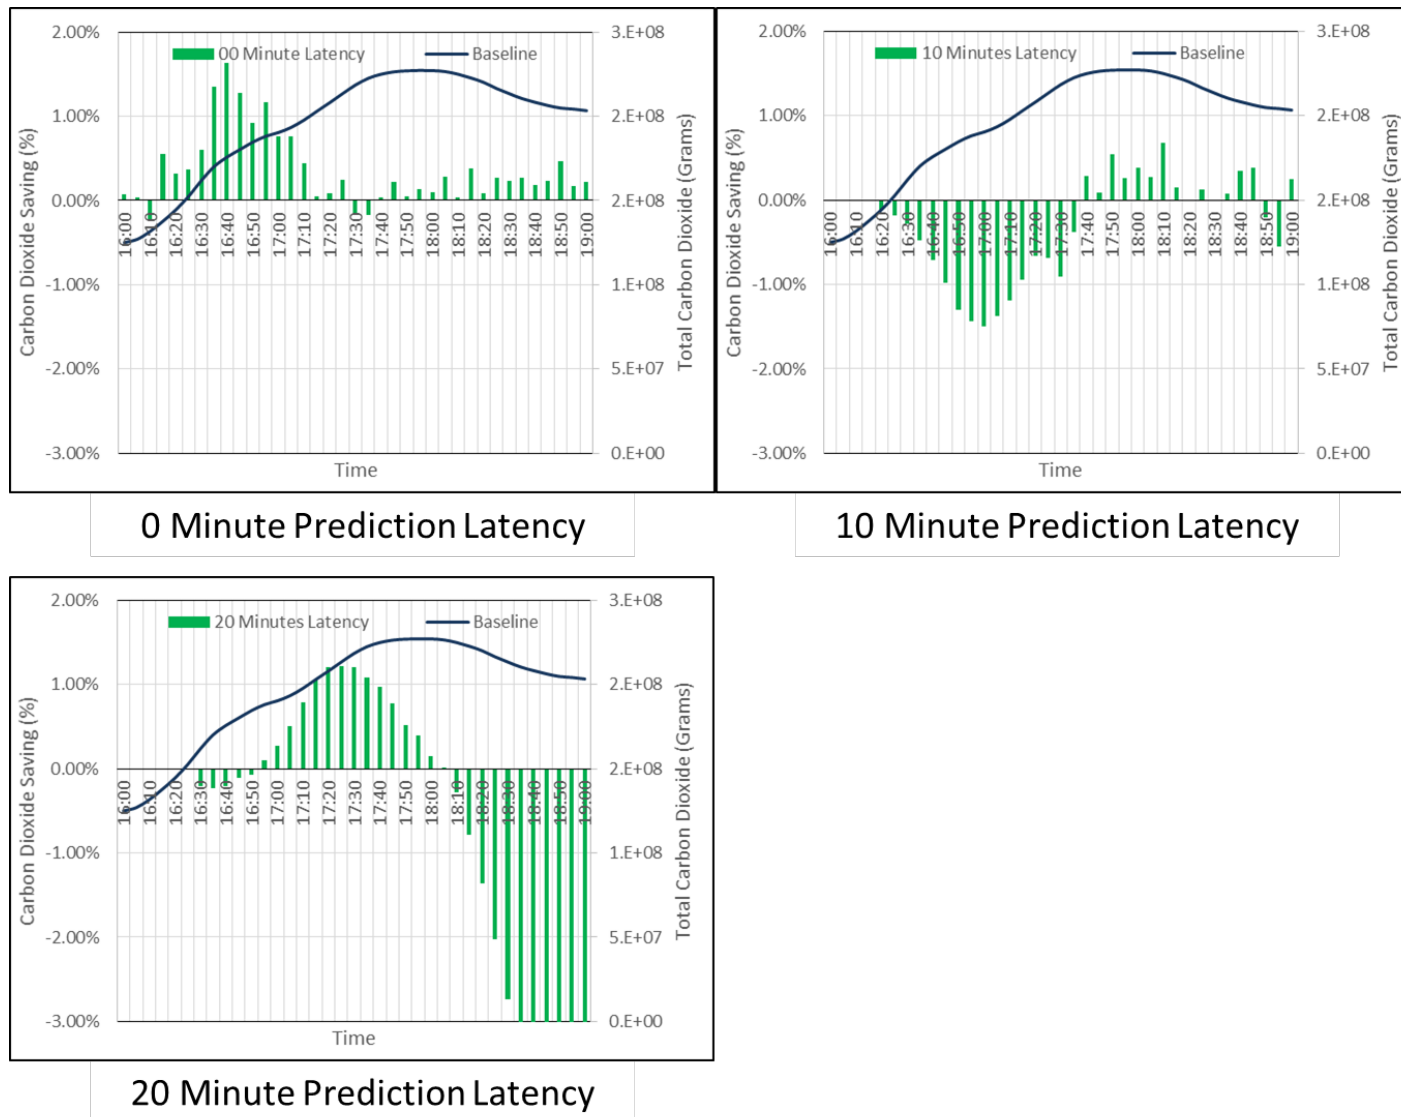 2.00%
1.00%
0.00%
-1.00%
-2.00%
-3.00%
Carbon Dioxide Saving (%)
00 Minute Latency
Baseline
16:00
16:10
16:20
16:30
16:40
16:50
17:00
17:10
17:20
17:30
17:40
17:50
18:00
18:10
18:20
18:30
18:40
18:50
19:00
Time
3.E+08
2.E+08
2.E+08
1.E+08
5.E+07
0.E+00
Total Carbon Dioxide (Grams)
0 Minute Prediction Latency
2.00%
1.00%
0.00%
-1.00%
-2.00%
-3.00%
Carbon Dioxide Saving (%)
10 Minutes Latency
Baseline
16:00
16:10
16:20
16:30
16:40
16:50
17:00
17:10
17:20
17:30
17:40
17:50
18:00
18:10
18:20
18:30
18:40
18:50
19:00
Time
3.E+08
2.E+08
2.E+08
1.E+08
5.E+07
0.E+00
Total Carbon Dioxide (Grams)
10 Minute Prediction Latency
2.00%
1.00%
0.00%
-1.00%
-2.00%
-3.00%
Carbon Dioxide Saving (%)
20 Minutes Latency
Baseline
16:00
16:10
16:20
16:30
16:40
16:50
17:00
17:10
17:20
17:30
17:40
17:50
18:00
18:10
18:20
18:30
18:40
18:50
19:00
Time
3.E+08
2.E+08
2.E+08
1.E+08
5.E+07
0.E+00
Total Carbon Dioxide (Grams)
20 Minute Prediction Latency